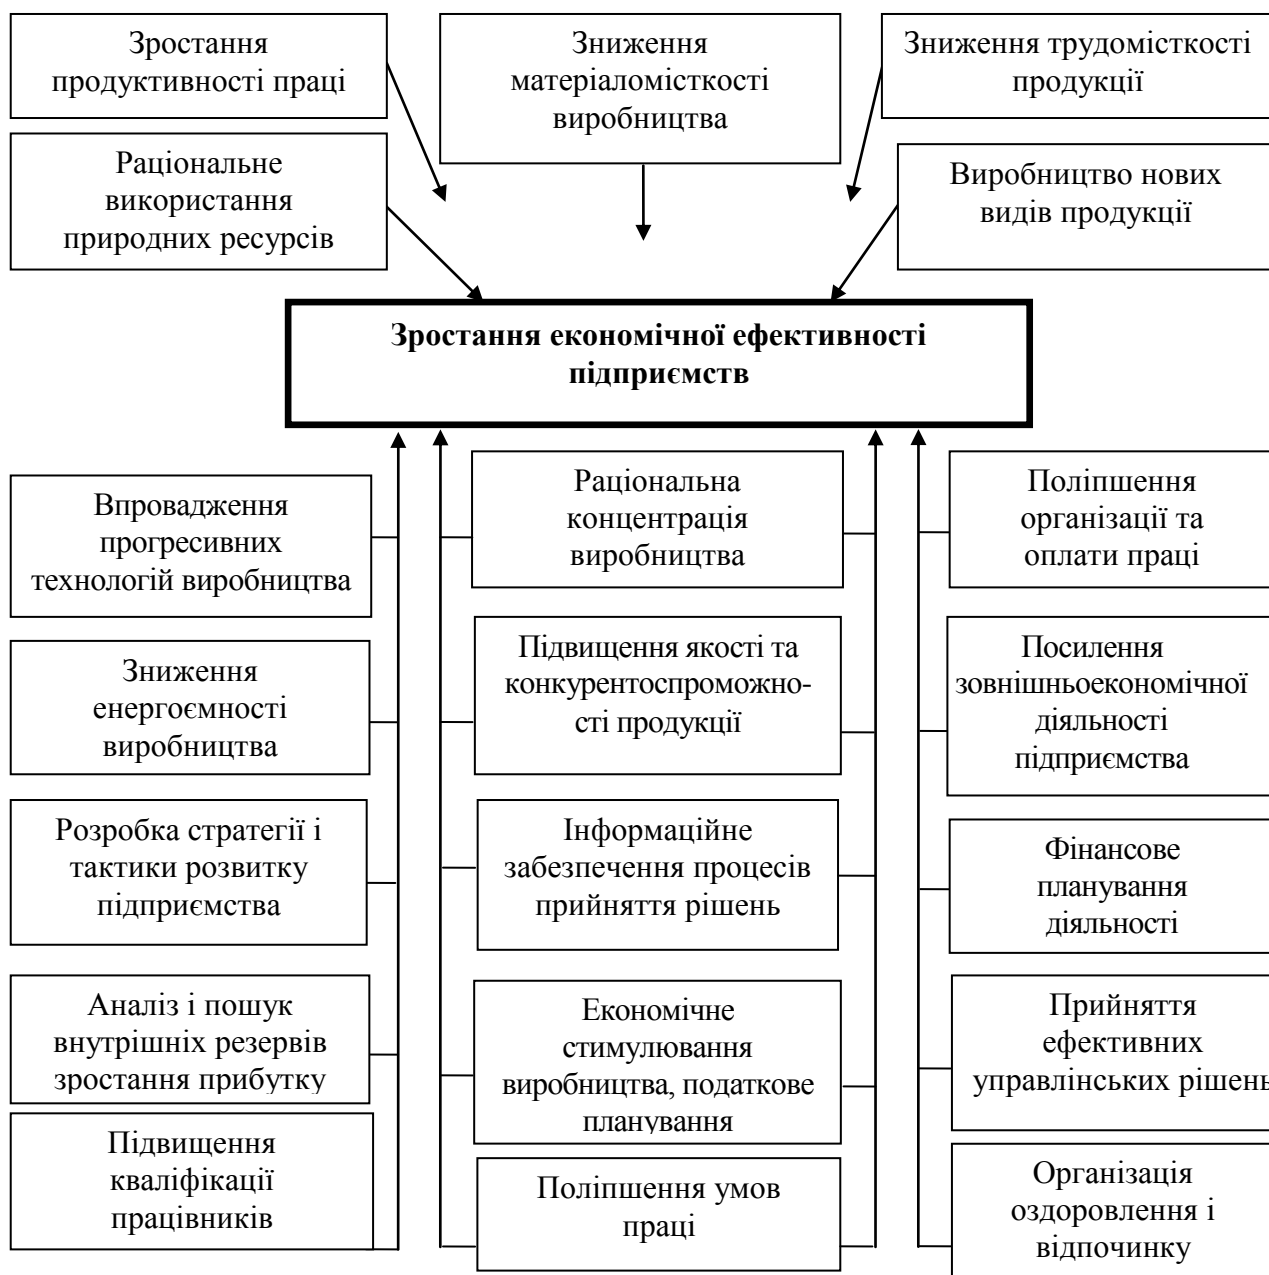 Зростання
продуктивності праці
Зниження
матеріаломісткості
виробництва
Зниження трудомісткості
продукції
Раціональне
використання
природних ресурсів
Виробництво нових
видів продукції
Зростання економічної ефективності
підприємств
Впровадження
прогресивних
технологій виробництва
Раціональна
концентрація
виробництва
Поліпшення
організації та
оплати праці
Зниження
енергоємності
виробництва
Підвищення якості та
конкурентоспроможно-
сті продукції
Посилення
зовнішньоекономічної
діяльності
підприємства
Розробка стратегії і
тактики розвитку
підприємства
Інформаційне
забезпечення процесів
прийняття рішень
Фінансове
планування
діяльності
Аналіз і пошук
внутрішніх резервів
зростання прибутку
Економічне
стимулювання
виробництва, податкове
планування
Прийняття
ефективних
управлінських рішень
Підвищення
кваліфікації
працівників
Поліпшення умов
праці
Організація
оздоровлення і
відпочинку